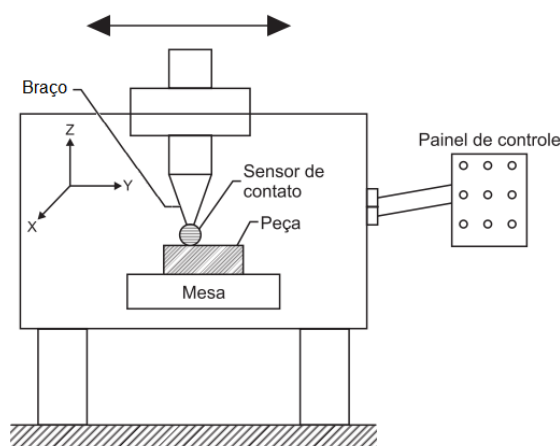 Braço
Z
Y
X
Sensor de
contato
Peça
Mesa
Painel de controle